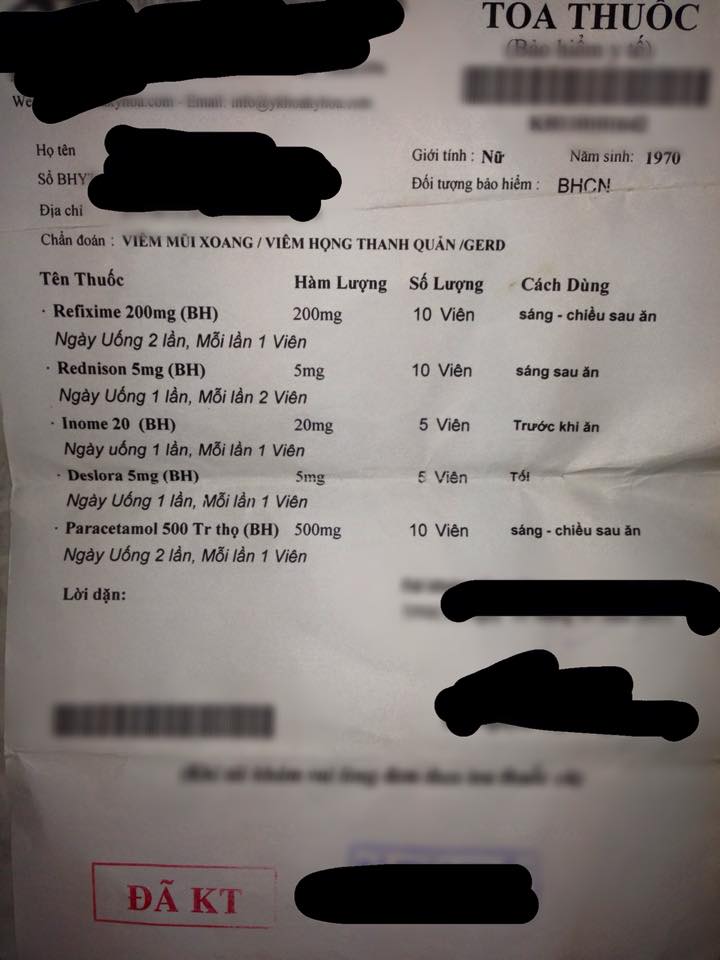 TOA THUỐC
(Bảo hiểm y tế)
We
Họ tên
Giới tính : Nữ Năm sinh: 1970
Số BHY
Đối tượng bảo hiểm : BHCN
Địa chỉ
Chẩn đoán : VIÊM MŨI XOANG / VIÊM HỌNG THANH QUẢN /GERD
Tên Thuốc Hàm Lượng Số Lượng Cách Dùng
· Refixime 200mg (BH) 200mg 10 Viên sáng - chiều sau ăn
Ngày Uống 2 lần, Mỗi lần 1 Viên
· Rednison 5mg (BH) 5mg 10 Viên sáng sau ăn
Ngày Uống 1 lần, Mỗi lần 2 Viên
· Inome 20 (BH) 20mg 5 Viên Trước khi ăn
Ngày uống 1 lần, Mỗi lần 1 Viên
· Deslora 5mg (BH) 5mg 5 Viên Tối
Ngày Uống 1 lần, Mỗi lần 1 Viên
· Paracetamol 500 Tr thọ (BH) 500mg 10 Viên sáng - chiều sau ăn
Ngày Uống 2 lần, Mỗi lần 1 Viên
Lời dặn:
ĐÃ KT